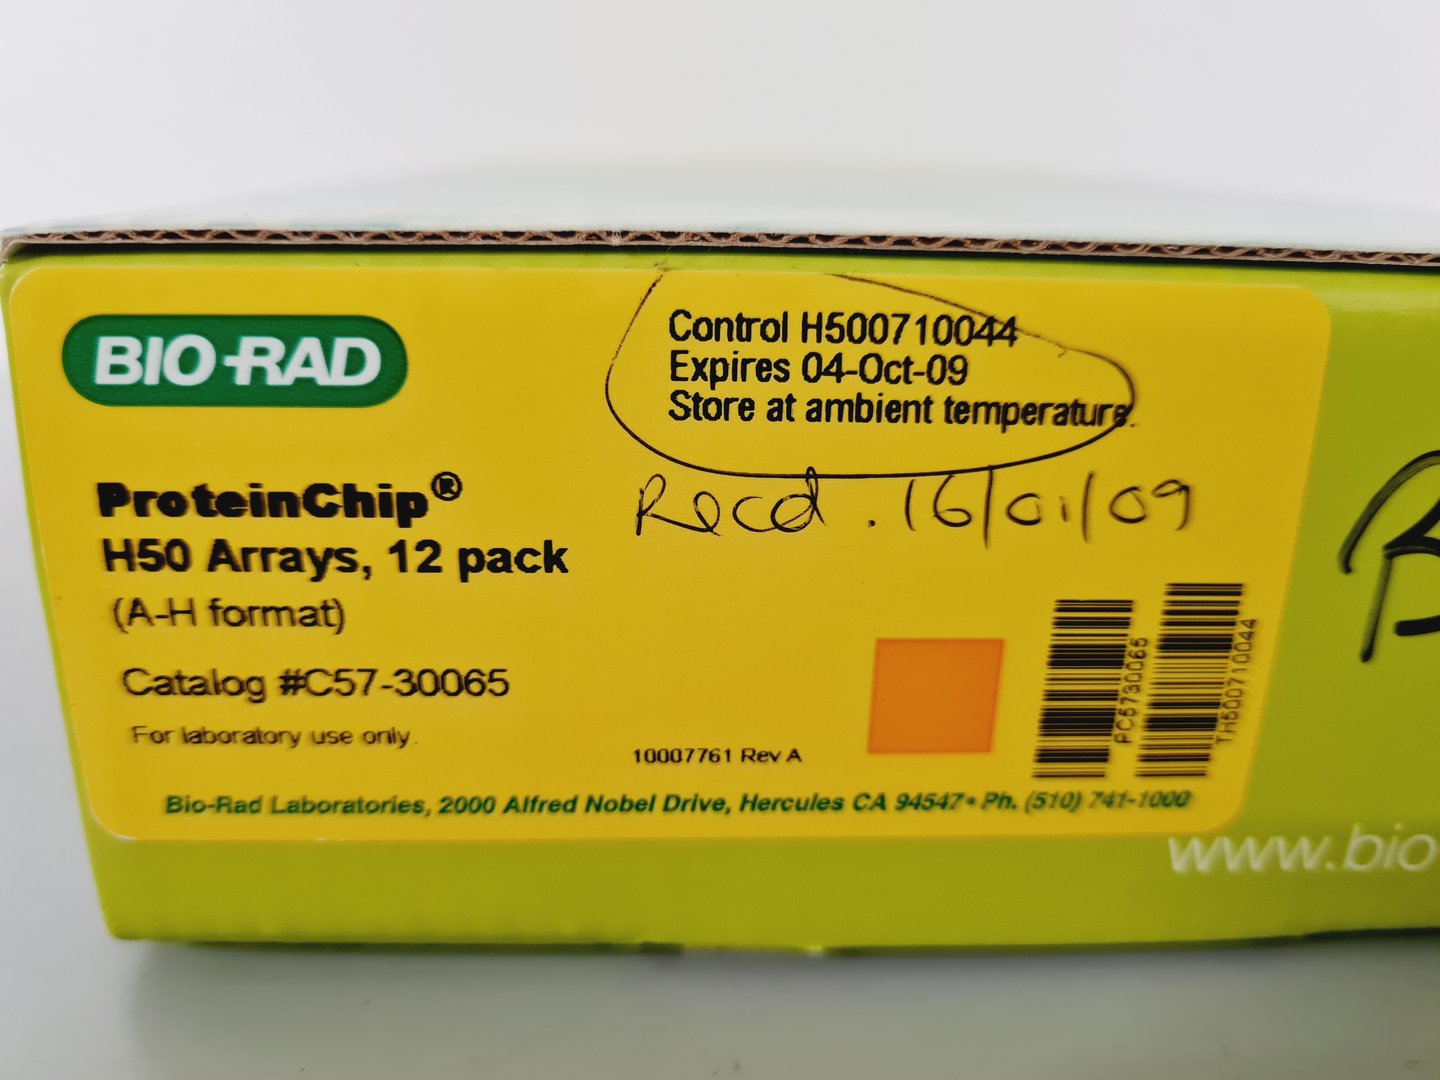 BIO-RAD
Control H500710044
Expires 04-Oct-09
Store at ambient temperature.
Recd. 16/01/09
ProteinChip®
H50 Arrays, 12 pack
(A-H format)
Catalog #C57-30065
For laboratory use only.
10007761 Rev A
PC5730065
TH500710044
Bio-Rad Laboratories, 2000 Alfred Nobel Drive, Hercules CA 94547• Ph. (510) 741-1000
www.bio